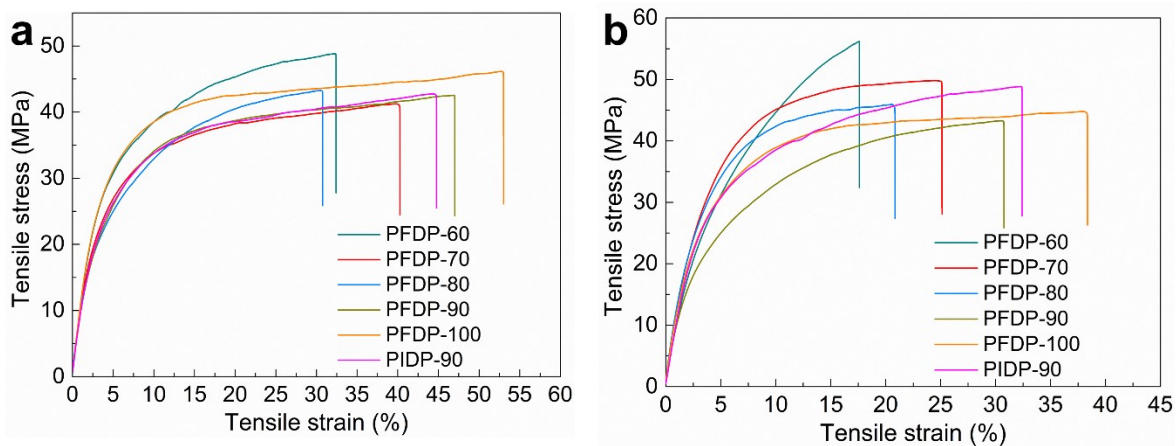 a
Tensile stress (MPa)
50
40
30
20
10
0
PFDP-60
PFDP-70
PFDP-80
PFDP-90
PFDP-100
PIDP-90
0 5 10 15 20 25 30 35 40 45 50 55 60
Tensile strain (%)
b
Tensile stress (MPa)
60
50
40
30
20
10
0
PFDP-60
PFDP-70
PFDP-80
PFDP-90
PFDP-100
PIDP-90
0 5 10 15 20 25 30 35 40 45
Tensile strain (%)